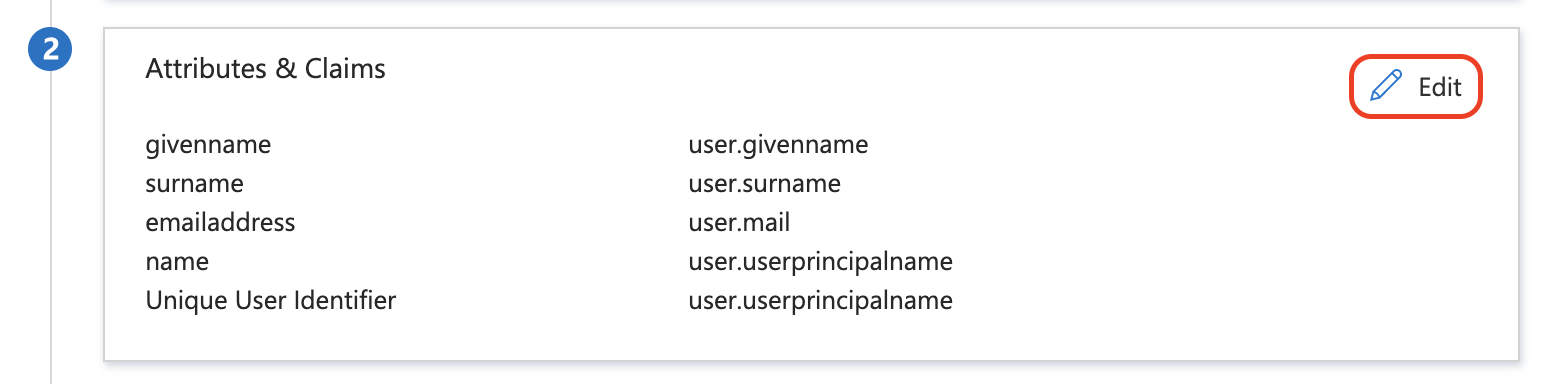 2
Attributes & Claims
Edit
givenname user.givenname
surname user.surname
emailaddress user.mail
name user.userprincipalname
Unique User Identifier user.userprincipalname